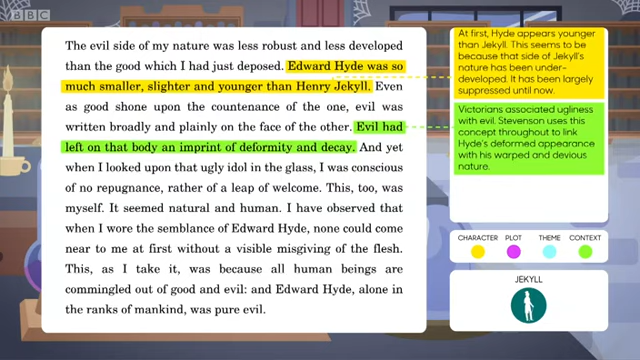 BBC
The evil side of my nature was less robust and less developed
than the good which I had just deposed. Edward Hyde was so
much smaller, slighter and younger than Henry Jekyll. Even
as good shone upon the countenance of the one, evil was
written broadly and plainly on the face of the other. Evil had
left on that body an imprint of deformity and decay. And yet
when I looked upon that ugly idol in the glass, I was conscious
of no repugnance, rather of a leap of welcome. This, too, was
myself. It seemed natural and human. I have observed that
when I wore the semblance of Edward Hyde, none could come
near to me at first without a visible misgiving of the flesh.
This, as I take it, was because all human beings are
commingled out of good and evil: and Edward Hyde, alone in
the ranks of mankind, was pure evil.
At first, Hyde appears younger
than Jekyll. This seems to be
because that side of Jekyll's
nature has been under-
developed. It has been largely
suppressed until now.
Victorians associated ugliness
with evil. Stevenson uses this
concept throughout to link
Hyde's deformed appearance
with his warped and devious
nature.
CHARACTER PLOT THEME CONTEXT
JEKYLL